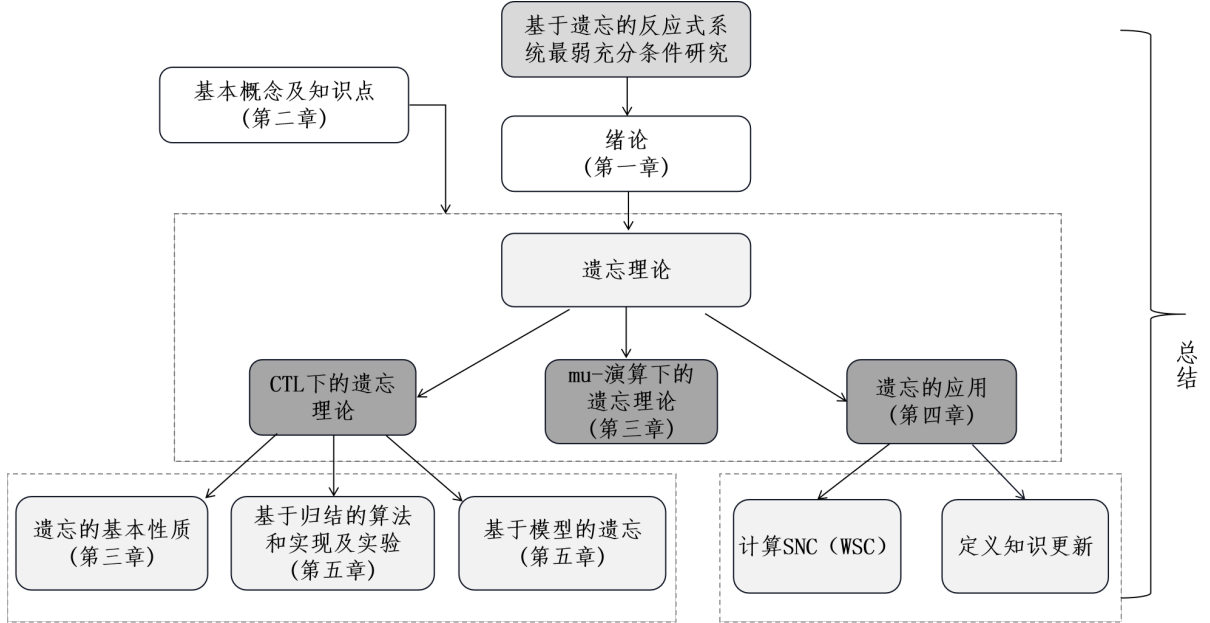 基于遗忘的反应式系
统最弱充分条件研究
基本概念及知识点
(第二章)
绪论
(第一章)
遗忘理论
CTL下的遗忘
理论
mu-演算下的
遗忘理论
(第三章)
遗忘的应用
(第四章)
总
结
遗忘的基本性质
(第三章)
基于归结的算法
和实现及实验
(第五章)
基于模型的遗忘
(第五章)
计算SNC（WSC）
定义知识更新